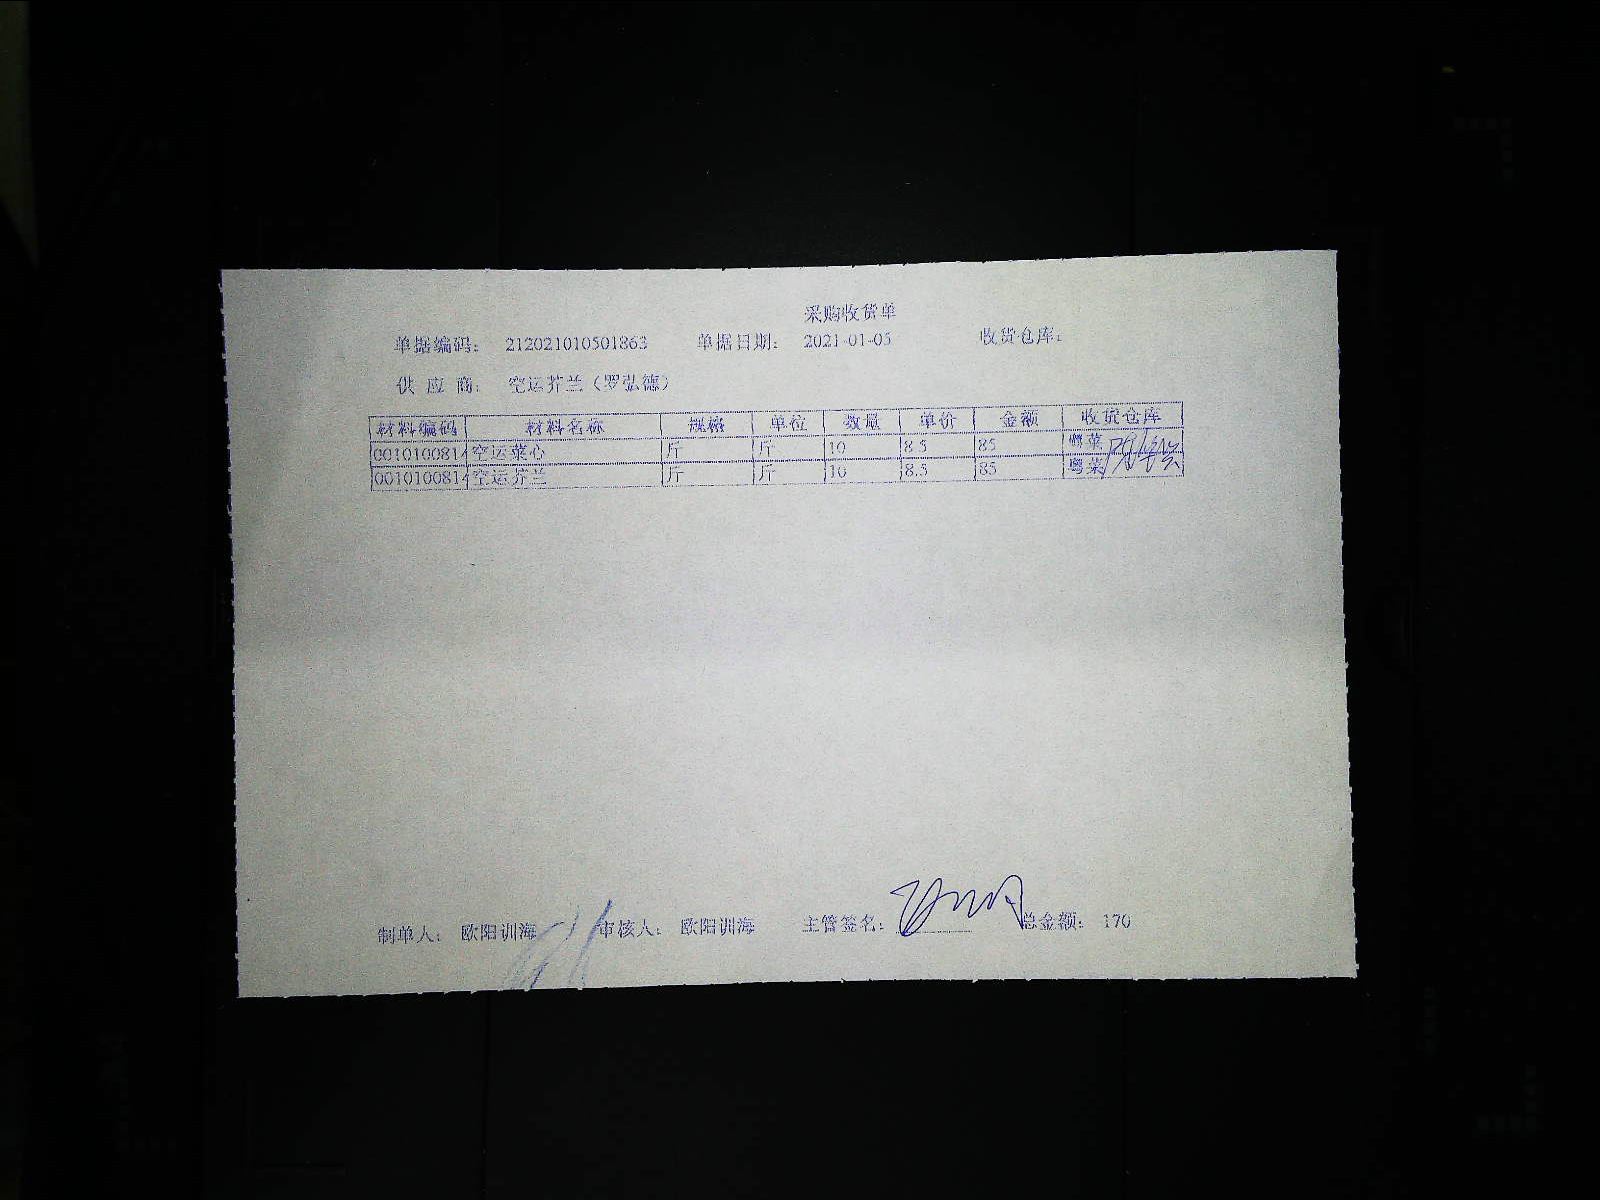 采购收货单
单据编码： 212021010501863 单据日期： 2021-01-05 收货仓库：
供 应 商： 空运芥兰（罗弘德）
材料编码 材料名称 规格 单位 数量 单价 金额 收货仓库
0010100814 空运菜心 斤 斤 10 8.5 85 粤菜
0010100814 空运芥兰 斤 斤 10 8.5 85 粤菜
制单人： 欧阳训海 审核人： 欧阳训海 主管签名： 总金额： 170